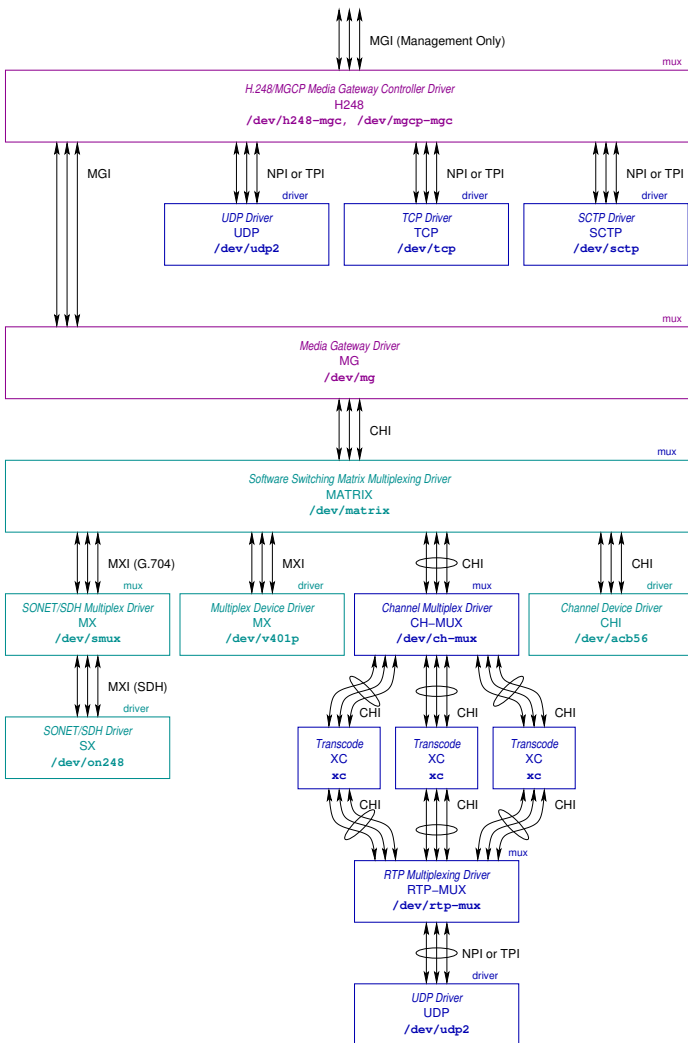 MGI (Management Only)
mux
H.248/MGCP Media Gateway Controller Driver
H248
/dev/h248-mgc, /dev/mgcp-mgc
MGI
NPI or TPI
NPI or TPI
NPI or TPI
driver
driver
driver
UDP Driver
UDP
/dev/udp2
TCP Driver
TCP
/dev/tcp
SCTP Driver
SCTP
/dev/sctp
mux
Media Gateway Driver
MG
/dev/mg
CHI
mux
Software Switching Matrix Multiplexing Driver
MATRIX
/dev/matrix
MXI (G.704)
MXI
CHI
CHI
mux
driver
mux
driver
SONET/SDH Multiplex Driver
MX
/dev/smux
Multiplex Device Driver
MX
/dev/v401p
Channel Multiplex Driver
CH-MUX
/dev/ch-mux
Channel Device Driver
CHI
/dev/acb56
MXI (SDH)
driver
SONET/SDH Driver
SX
/dev/on248
CHI
CHI
CHI
Transcode
XC
xc
Transcode
XC
xc
Transcode
XC
xc
CHI
CHI
CHI
mux
RTP Multiplexing Driver
RTP-MUX
/dev/rtp-mux
NPI or TPI
driver
UDP Driver
UDP
/dev/udp2